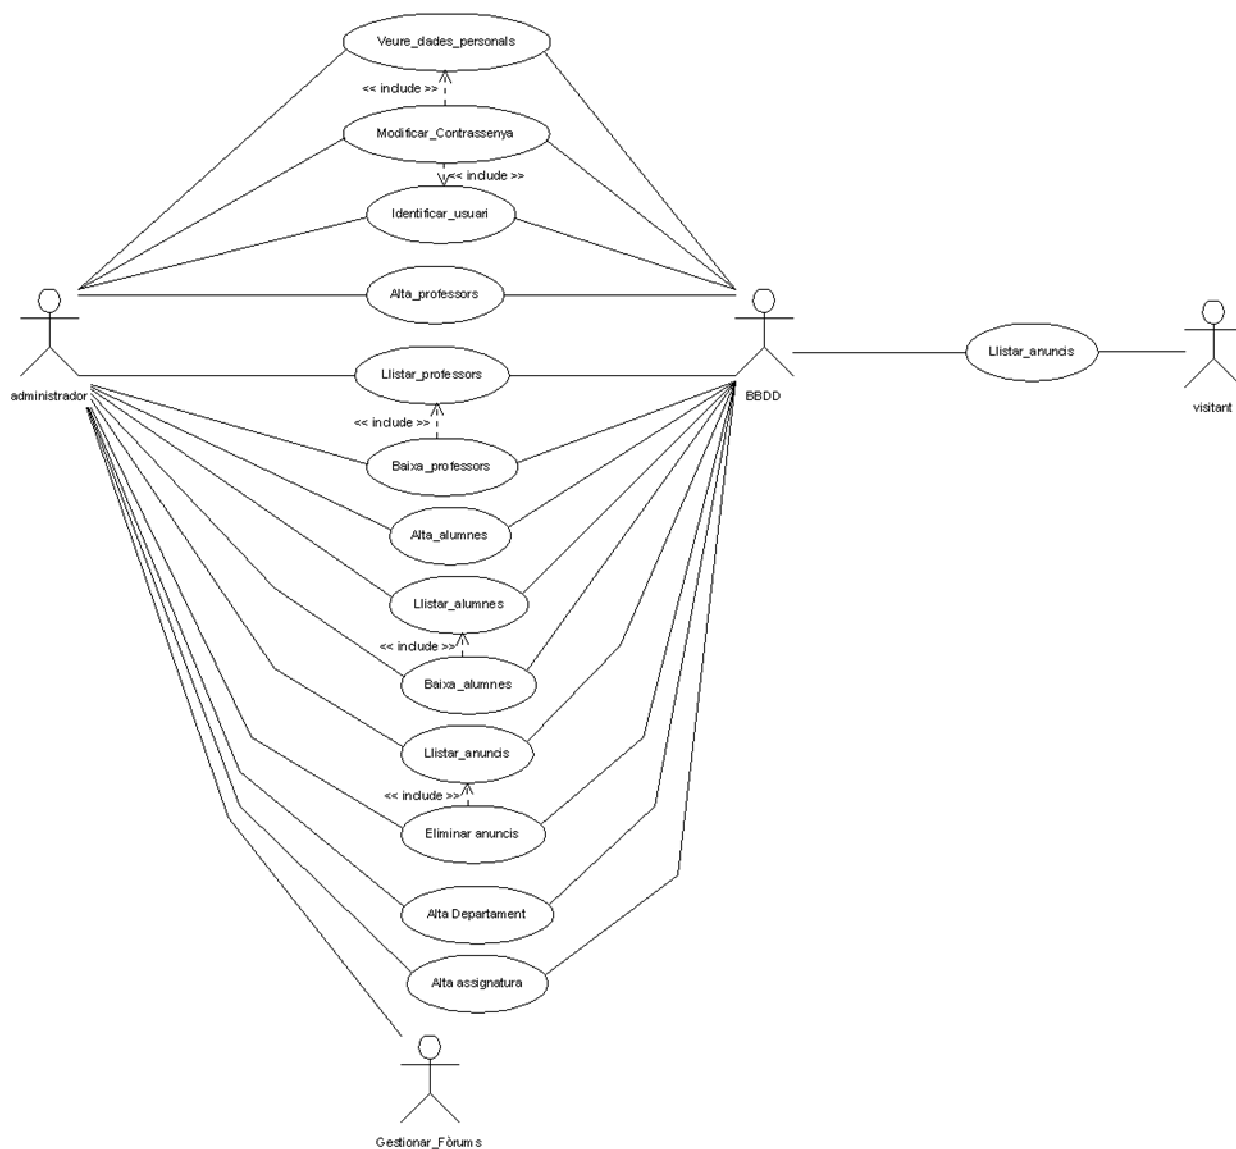 Veure_dades_personals
<< include >>
Modificar_Contrassenya
<< include >>
Identificar_usuari
Alta_professors
Llistar_anuncis
Llistar_professors
administrador
BBDD
visitant
<< include >>
Baixa_professors
Alta_alumnes
Llistar_alumnes
<< include >>
Baixa_alumnes
Llistar_anuncis
<< include >>
Eliminar anuncis
Alta Departament
Alta assignatura
Gestionar_Fòrums